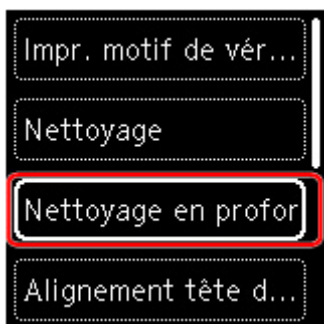 Impr. motif de vér...
Nettoyage
Nettoyage en profor
Alignement tête d...